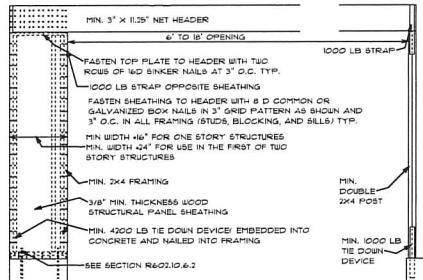 MIN. 3" X 11.25" NET HEADER
6' TO 18' OPENING
1000 LB STRAP
FASTEN TOP PLATE TO HEADER WITH TWO
ROWS OF 16D SINKER NAILS AT 3" O.C. TYP.
1000 LB STRAP OPPOSITE SHEATHING
FASTEN SHEATHING TO HEADER WITH 8 D COMMON OR
GALVANIZED BOX NAILS IN 3" GRID PATTERN AS SHOWN AND
3" O.C. IN ALL FRAMING (STUDS, BLOCKING, AND SILLS) TYP.
MIN WIDTH =16" FOR ONE STORY STRUCTURES
MIN. WIDTH =24" FOR USE IN THE FIRST OF TWO
STORY STRUCTURES
MIN. 2X4 FRAMING
3/8" MIN. THICKNESS WOOD
STRUCTURAL PANEL SHEATHING
MIN. 4200 LB TIE DOWN DEVICE( EMBEDDED INTO
CONCRETE AND NAILED INTO FRAMING)
SEE SECTION R602.10.6.2
MIN.
DOUBLE
2X4 POST
MIN. 1000 LB
TIE DOWN
DEVICE